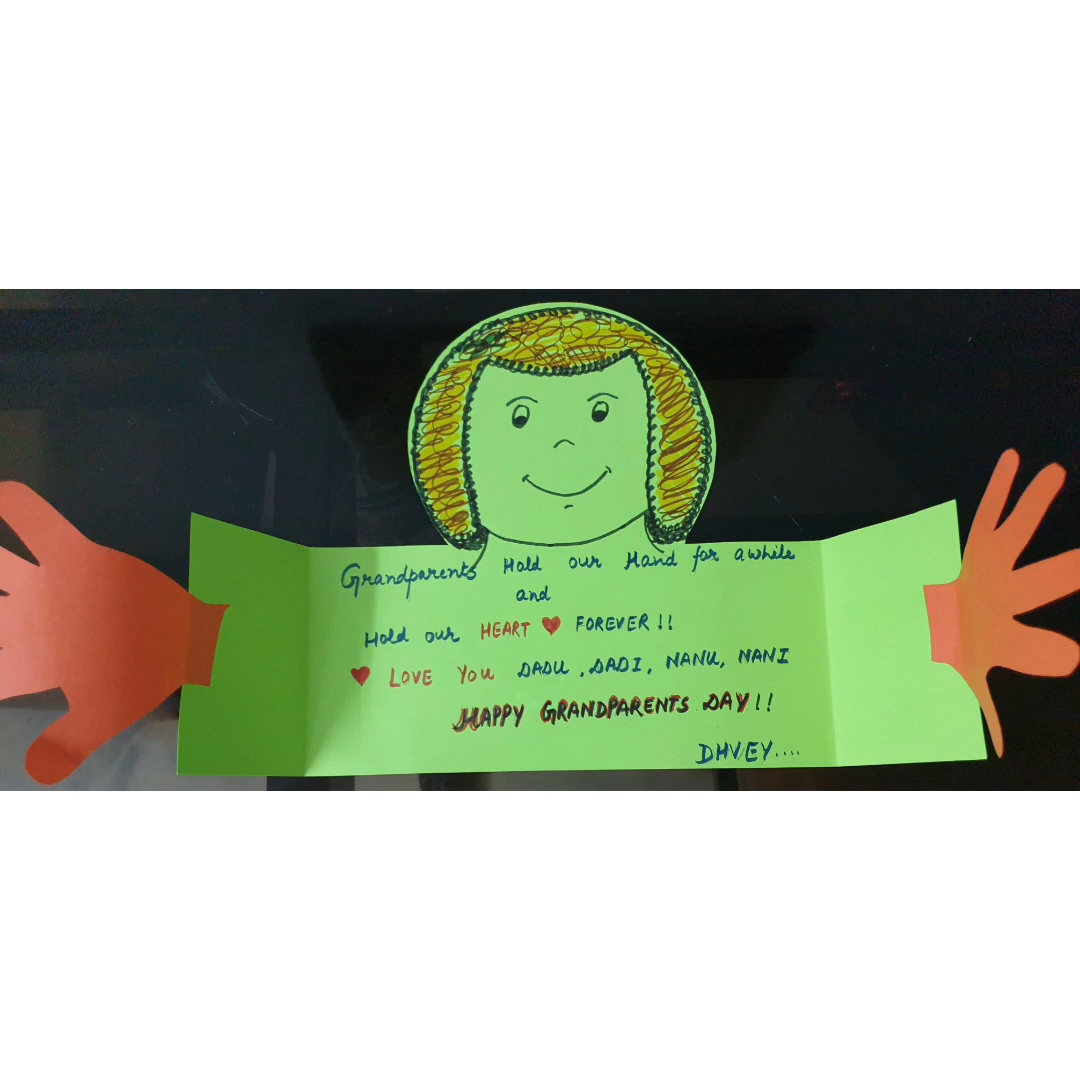 Grandparents Hold our Hand for awhile
and
Hold our HEART ♥ FOREVER!!
♥ LOVE YOU DADU, DADI, NANU, NANI
HAPPY GRANDPARENTS DAY!!
DHVEY....